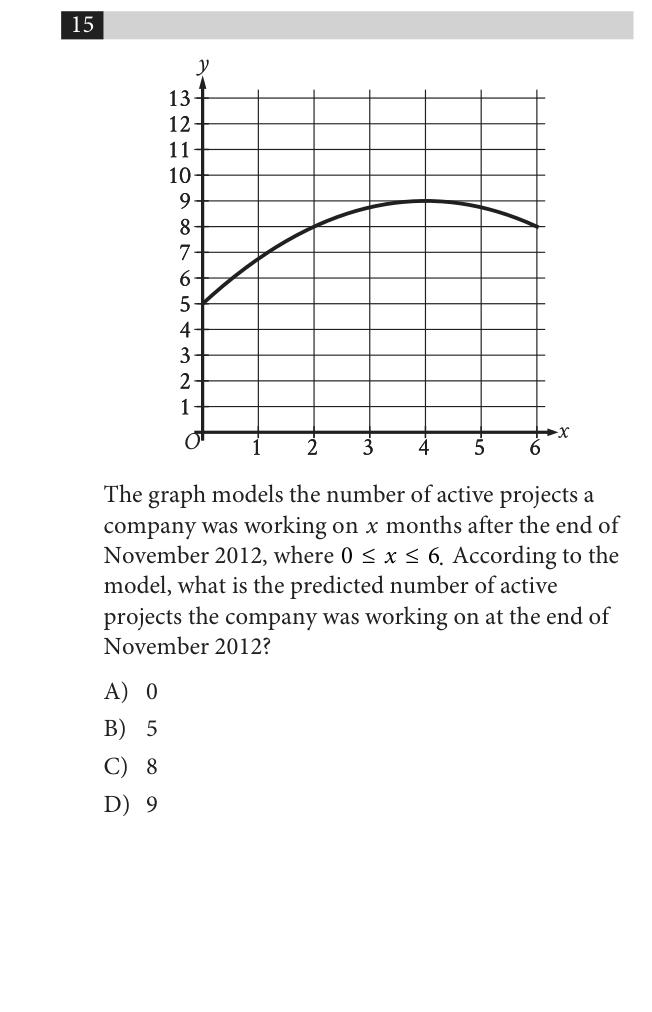 15
y
13
12
11
10
9
8
7
6
5
4
3
2
1
O
1 2 3 4 5 6
x
The graph models the number of active projects a
company was working on x months after the end of
November 2012, where 0 ≤ x ≤ 6. According to the
model, what is the predicted number of active
projects the company was working on at the end of
November 2012?
A) 0
B) 5
C) 8
D) 9